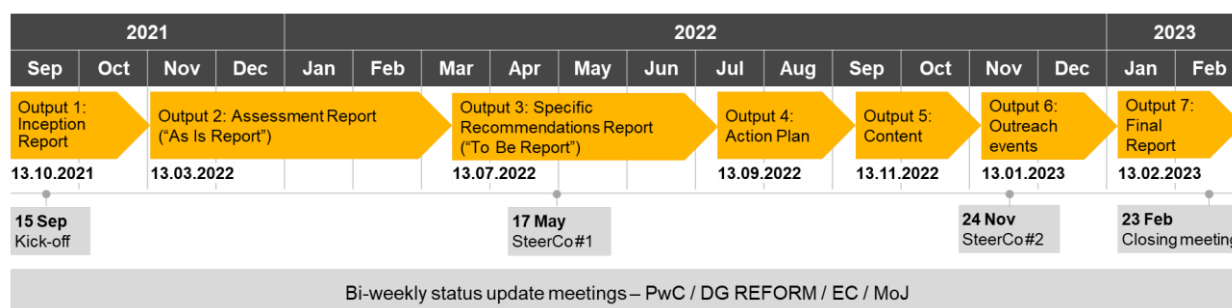 2021 2022 2023
Sep Oct Nov Dec Jan Feb Mar Apr May Jun Jul Aug Sep Oct Nov Dec Jan Feb
Output 1:
Inception
Report
Output 2: Assessment Report
("As Is Report")
Output 3: Specific
Recommendations Report
("To Be Report")
Output 4:
Action Plan
Output 5:
Content
Output 6:
Outreach
events
Output 7:
Final
Report
13.10.2021 13.03.2022 13.07.2022 13.09.2022 13.11.2022 13.01.2023 13.02.2023
15 Sep
Kick-off
17 May
SteerCo#1
24 Nov
SteerCo#2
23 Feb
Closing meeting
Bi-weekly status update meetings – PwC / DG REFORM / EC / MoJ